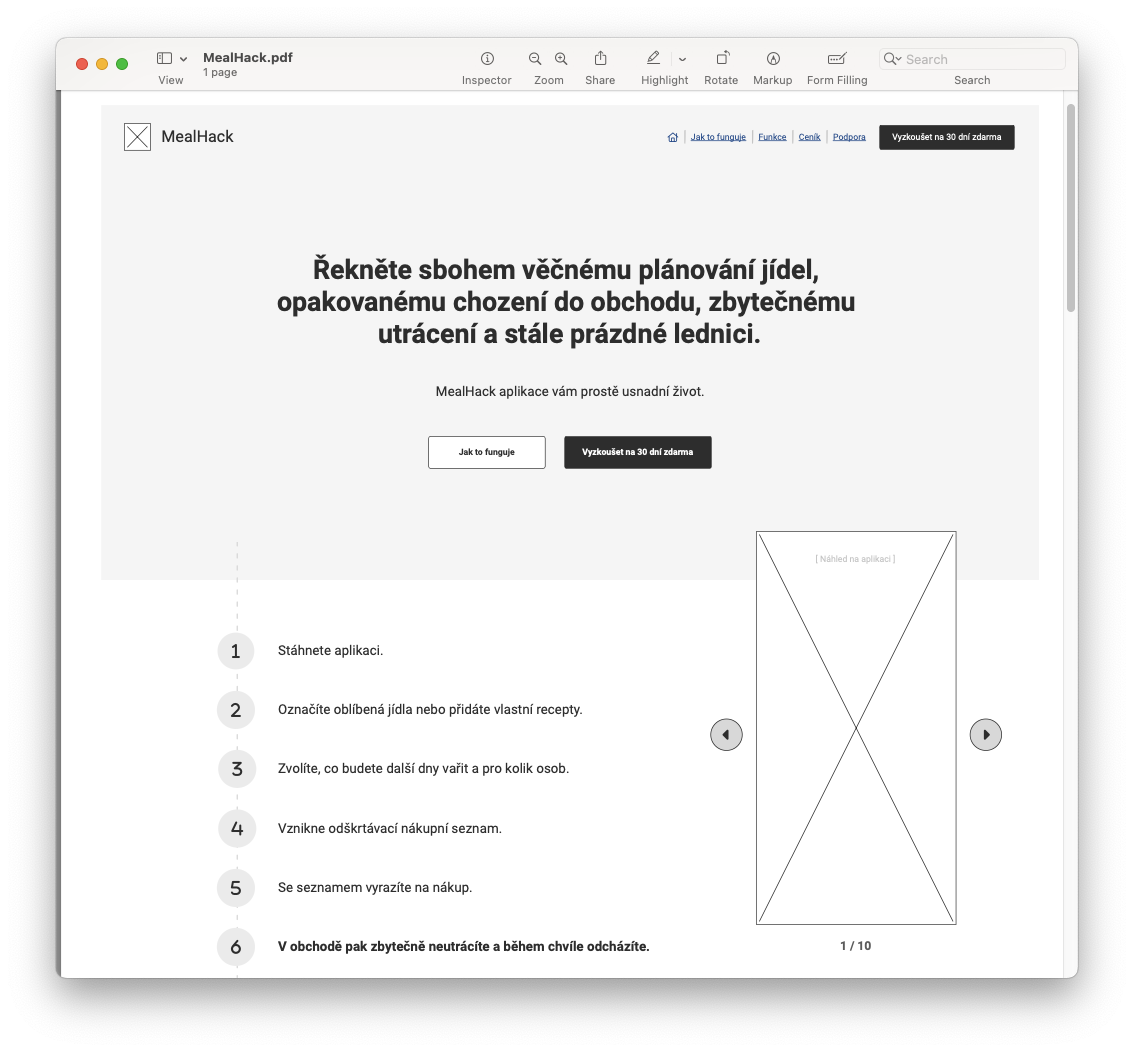 MealHack.pdf
1 page
View
Inspector
Zoom
Share
Highlight
Rotate
Markup
Form Filling
Search
Search
MealHack
Jak to funguje
Funkce
Ceník
Podpora
Vyzkoušet na 30 dní zdarma
Řekněte sbohem věčnému plánování jídel,
opakovanému chození do obchodu, zbytečnému
utrácení a stále prázdné lednici.
MealHack aplikace vám prostě usnadní život.
Jak to funguje
Vyzkoušet na 30 dní zdarma
[ Náhled na aplikaci ]
1 Stáhnete aplikaci.
2 Označíte oblíbená jídla nebo přidáte vlastní recepty.
3 Zvolíte, co budete další dny vařit a pro kolik osob.
4 Vznikne odškrtávací nákupní seznam.
5 Se seznamem vyrazíte na nákup.
6 V obchodě pak zbytečně neutrácíte a během chvíle odcházíte.
1 / 10